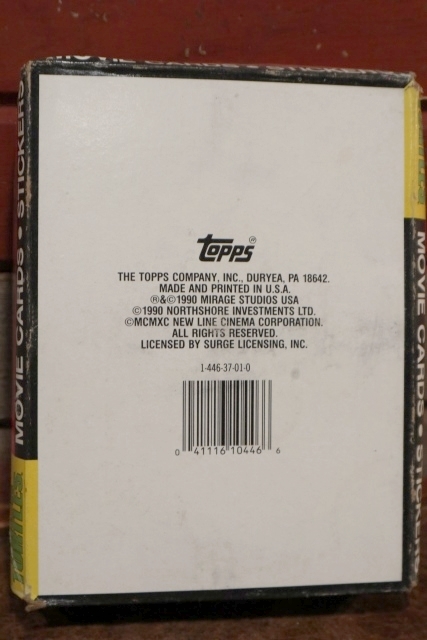 MOVIE CARDS • STICKERS
topps®
THE TOPPS COMPANY, INC., DURYEA, PA 18642.
MADE AND PRINTED IN U.S.A.
®&©1990 MIRAGE STUDIOS USA
©1990 NORTHSHORE INVESTMENTS LTD.
©MCMXC NEW LINE CINEMA CORPORATION.
ALL RIGHTS RESERVED.
LICENSED BY SURGE LICENSING, INC.
1-446-37-01-0
0 41116 10446 6
MOVIE CARDS • STICKERS